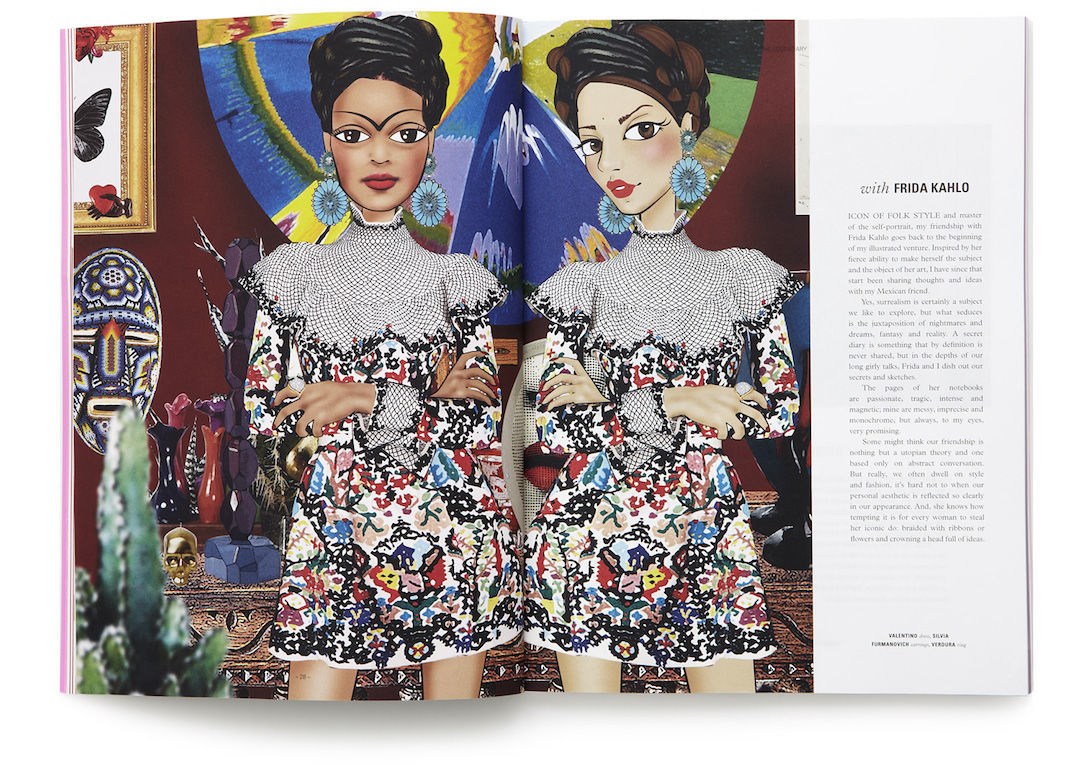 with FRIDA KAHLO
ICON OF FOLK STYLE and master
of the self-portrait, my friendship with
Frida Kahlo goes back to the beginning
of my illustrated venture. Inspired by her
fierce ability to make herself the subject
and the object of her art, I have since that
start been sharing thoughts and ideas
with my Mexican friend.
Yes, surrealism is certainly a subject
we like to explore, but what seduces
is the juxtaposition of nightmares and
dreams, fantasy and reality. A secret
diary is something that by definition is
never shared, but in the depths of our
long girly talks, Frida and I dish out our
secrets and sketches.
The pages of her notebooks
are passionate, tragic, intense and
magnetic; mine are messy, imprecise and
monochrome, but always, to my eyes,
very promising.
Some might think our friendship is
nothing but a utopian theory and one
based only on abstract conversation.
But really, we often dwell on style
and fashion, it's hard not to when our
personal aesthetic is reflected so clearly
in our appearance. And, she knows how
tempting it is for every woman to steal
her iconic do: braided with ribbons or
flowers and crowning a head full of ideas.
VALENTINO dress, SILVIA
FURMANOVICH earrings, VERDURA ring
- 28 -